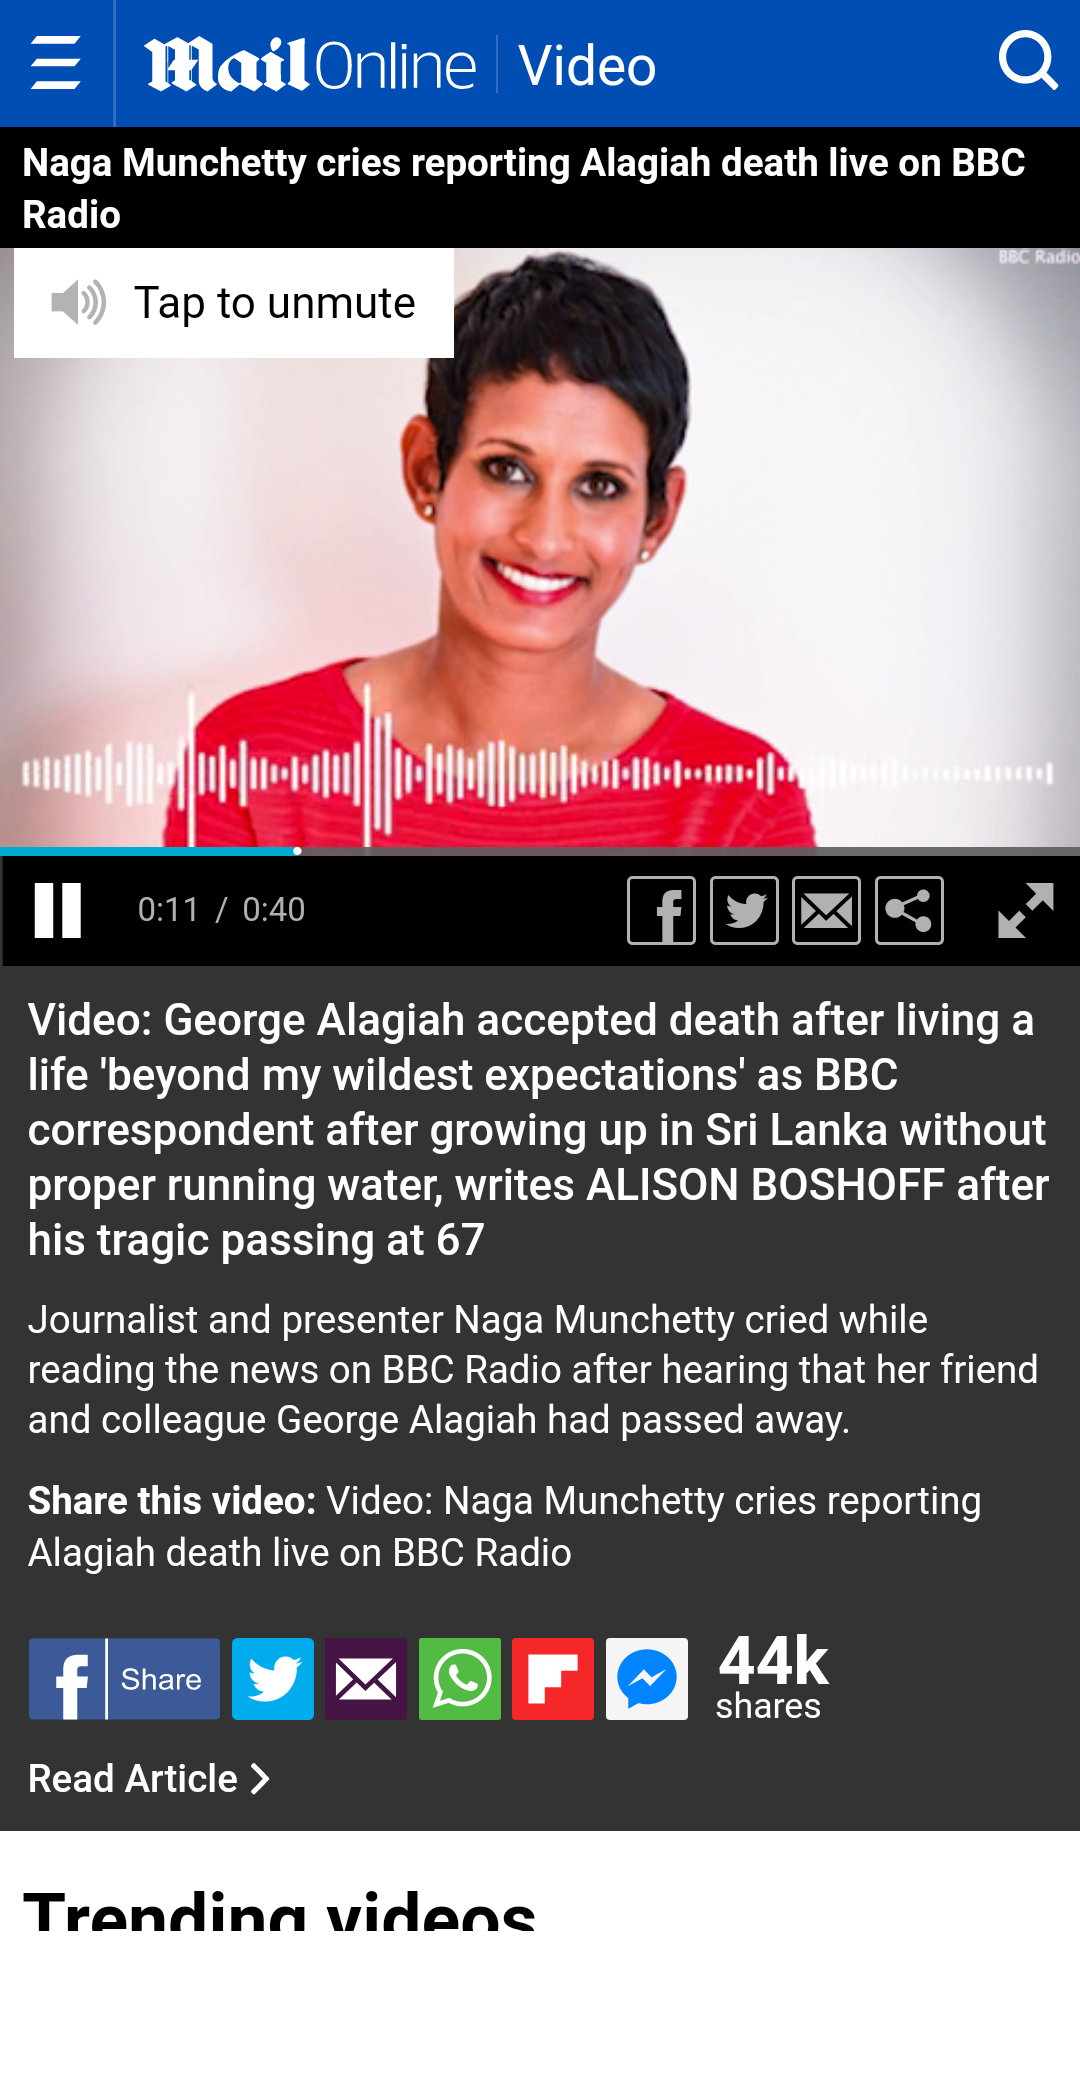 Mail Online Video
Naga Munchetty cries reporting Alagiah death live on BBC
Radio
BBC Radio
Tap to unmute
0:11 / 0:40
Video: George Alagiah accepted death after living a
life 'beyond my wildest expectations' as BBC
correspondent after growing up in Sri Lanka without
proper running water, writes ALISON BOSHOFF after
his tragic passing at 67
Journalist and presenter Naga Munchetty cried while
reading the news on BBC Radio after hearing that her friend
and colleague George Alagiah had passed away.
Share this video: Video: Naga Munchetty cries reporting
Alagiah death live on BBC Radio
Share
44k
shares
Read Article
Trending videos